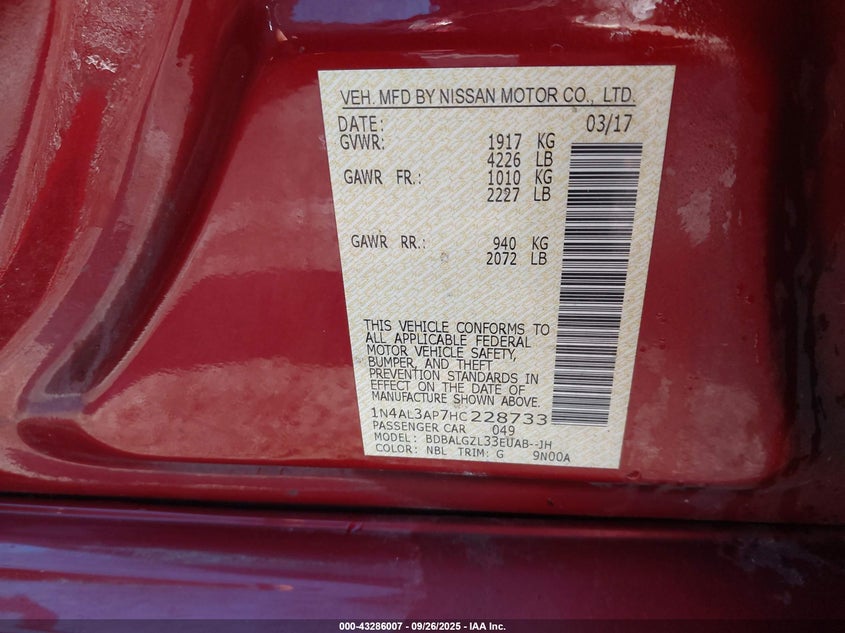 VEH. MFD BY NISSAN MOTOR CO., LTD.
DATE: 03/17
GVWR: 1917 KG
4226 LB
GAWR FR.: 1010 KG
2227 LB
GAWR RR.: 940 KG
2072 LB
THIS VEHICLE CONFORMS TO
ALL APPLICABLE FEDERAL
MOTOR VEHICLE SAFETY,
BUMPER, AND THEFT
PREVENTION STANDARDS IN
EFFECT ON THE DATE OF
MANUFACTURE SHOWN ABOVE.
1N4AL3AP7HC228733
PASSENGER CAR 049
MODEL: BDBALGZL33EUAB--JH
COLOR: NBL TRIM: G 9N00A
000-43286007 - 09/26/2025 - IAA Inc.